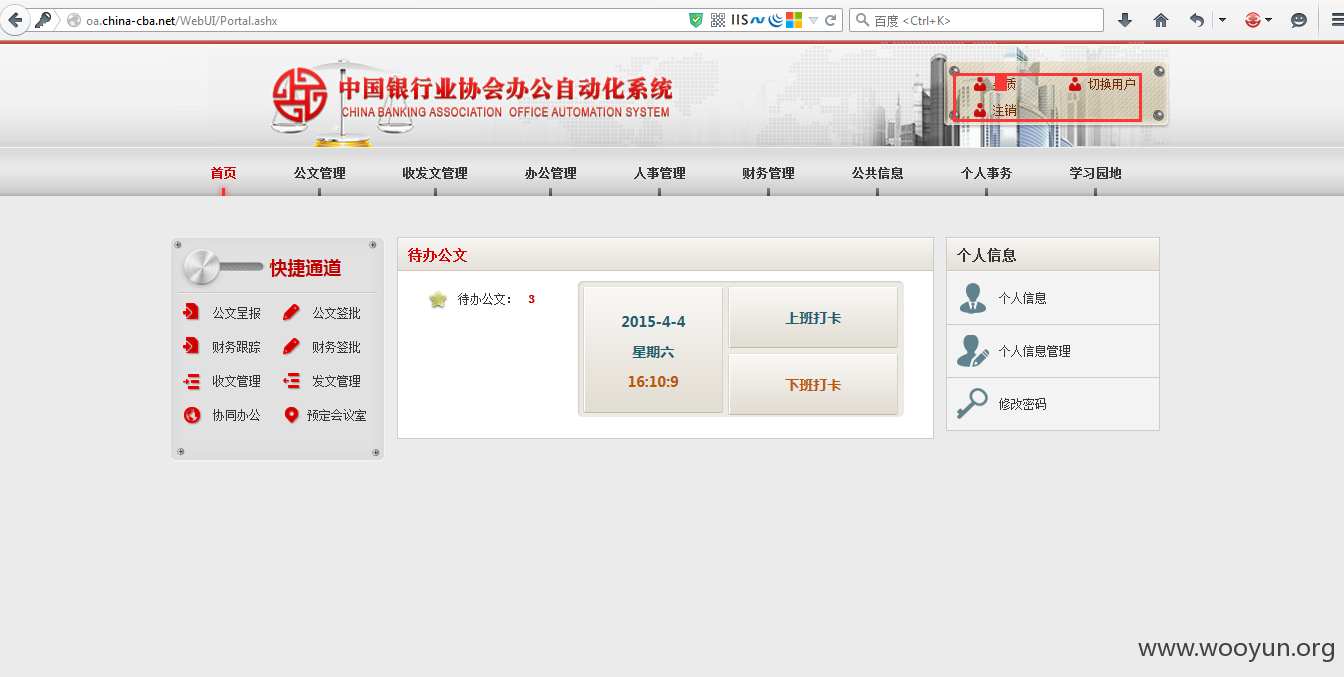 oa.china-cba.net/WebUI/Portal.ashx
IIS
百度 <Ctrl+K>
中国银行业协会办公自动化系统
CHINA BANKING ASSOCIATION OFFICE AUTOMATION SYSTEM
质
切换用户
注销
首页 公文管理 收发文管理 办公管理 人事管理 财务管理 公共信息 个人事务 学习园地
快捷通道
公文呈报 公文签批
财务跟踪 财务签批
收文管理 发文管理
协同办公 预定会议室
待办公文
待办公文： 3
2015-4-4
星期六
16:10:9
上班打卡
下班打卡
个人信息
个人信息
个人信息管理
修改密码
www.wooyun.org